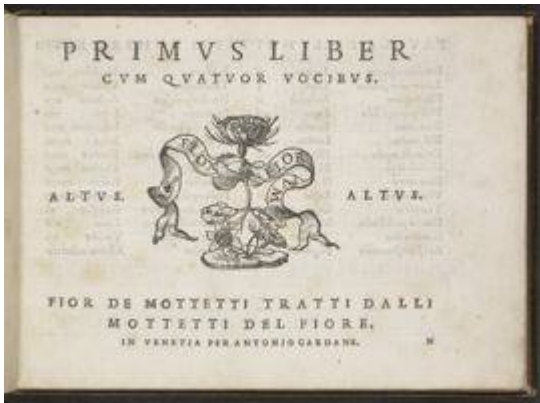 PRIMVS LIBER
CVM QVATVOR VOCIBVS.
ALTVS. ALTVS.
FIOR DE MOTTETTI TRATTI DALLI
MOTTETTI DEL FIORE.
IN VENETIA PER ANTONIO GARDANE. N